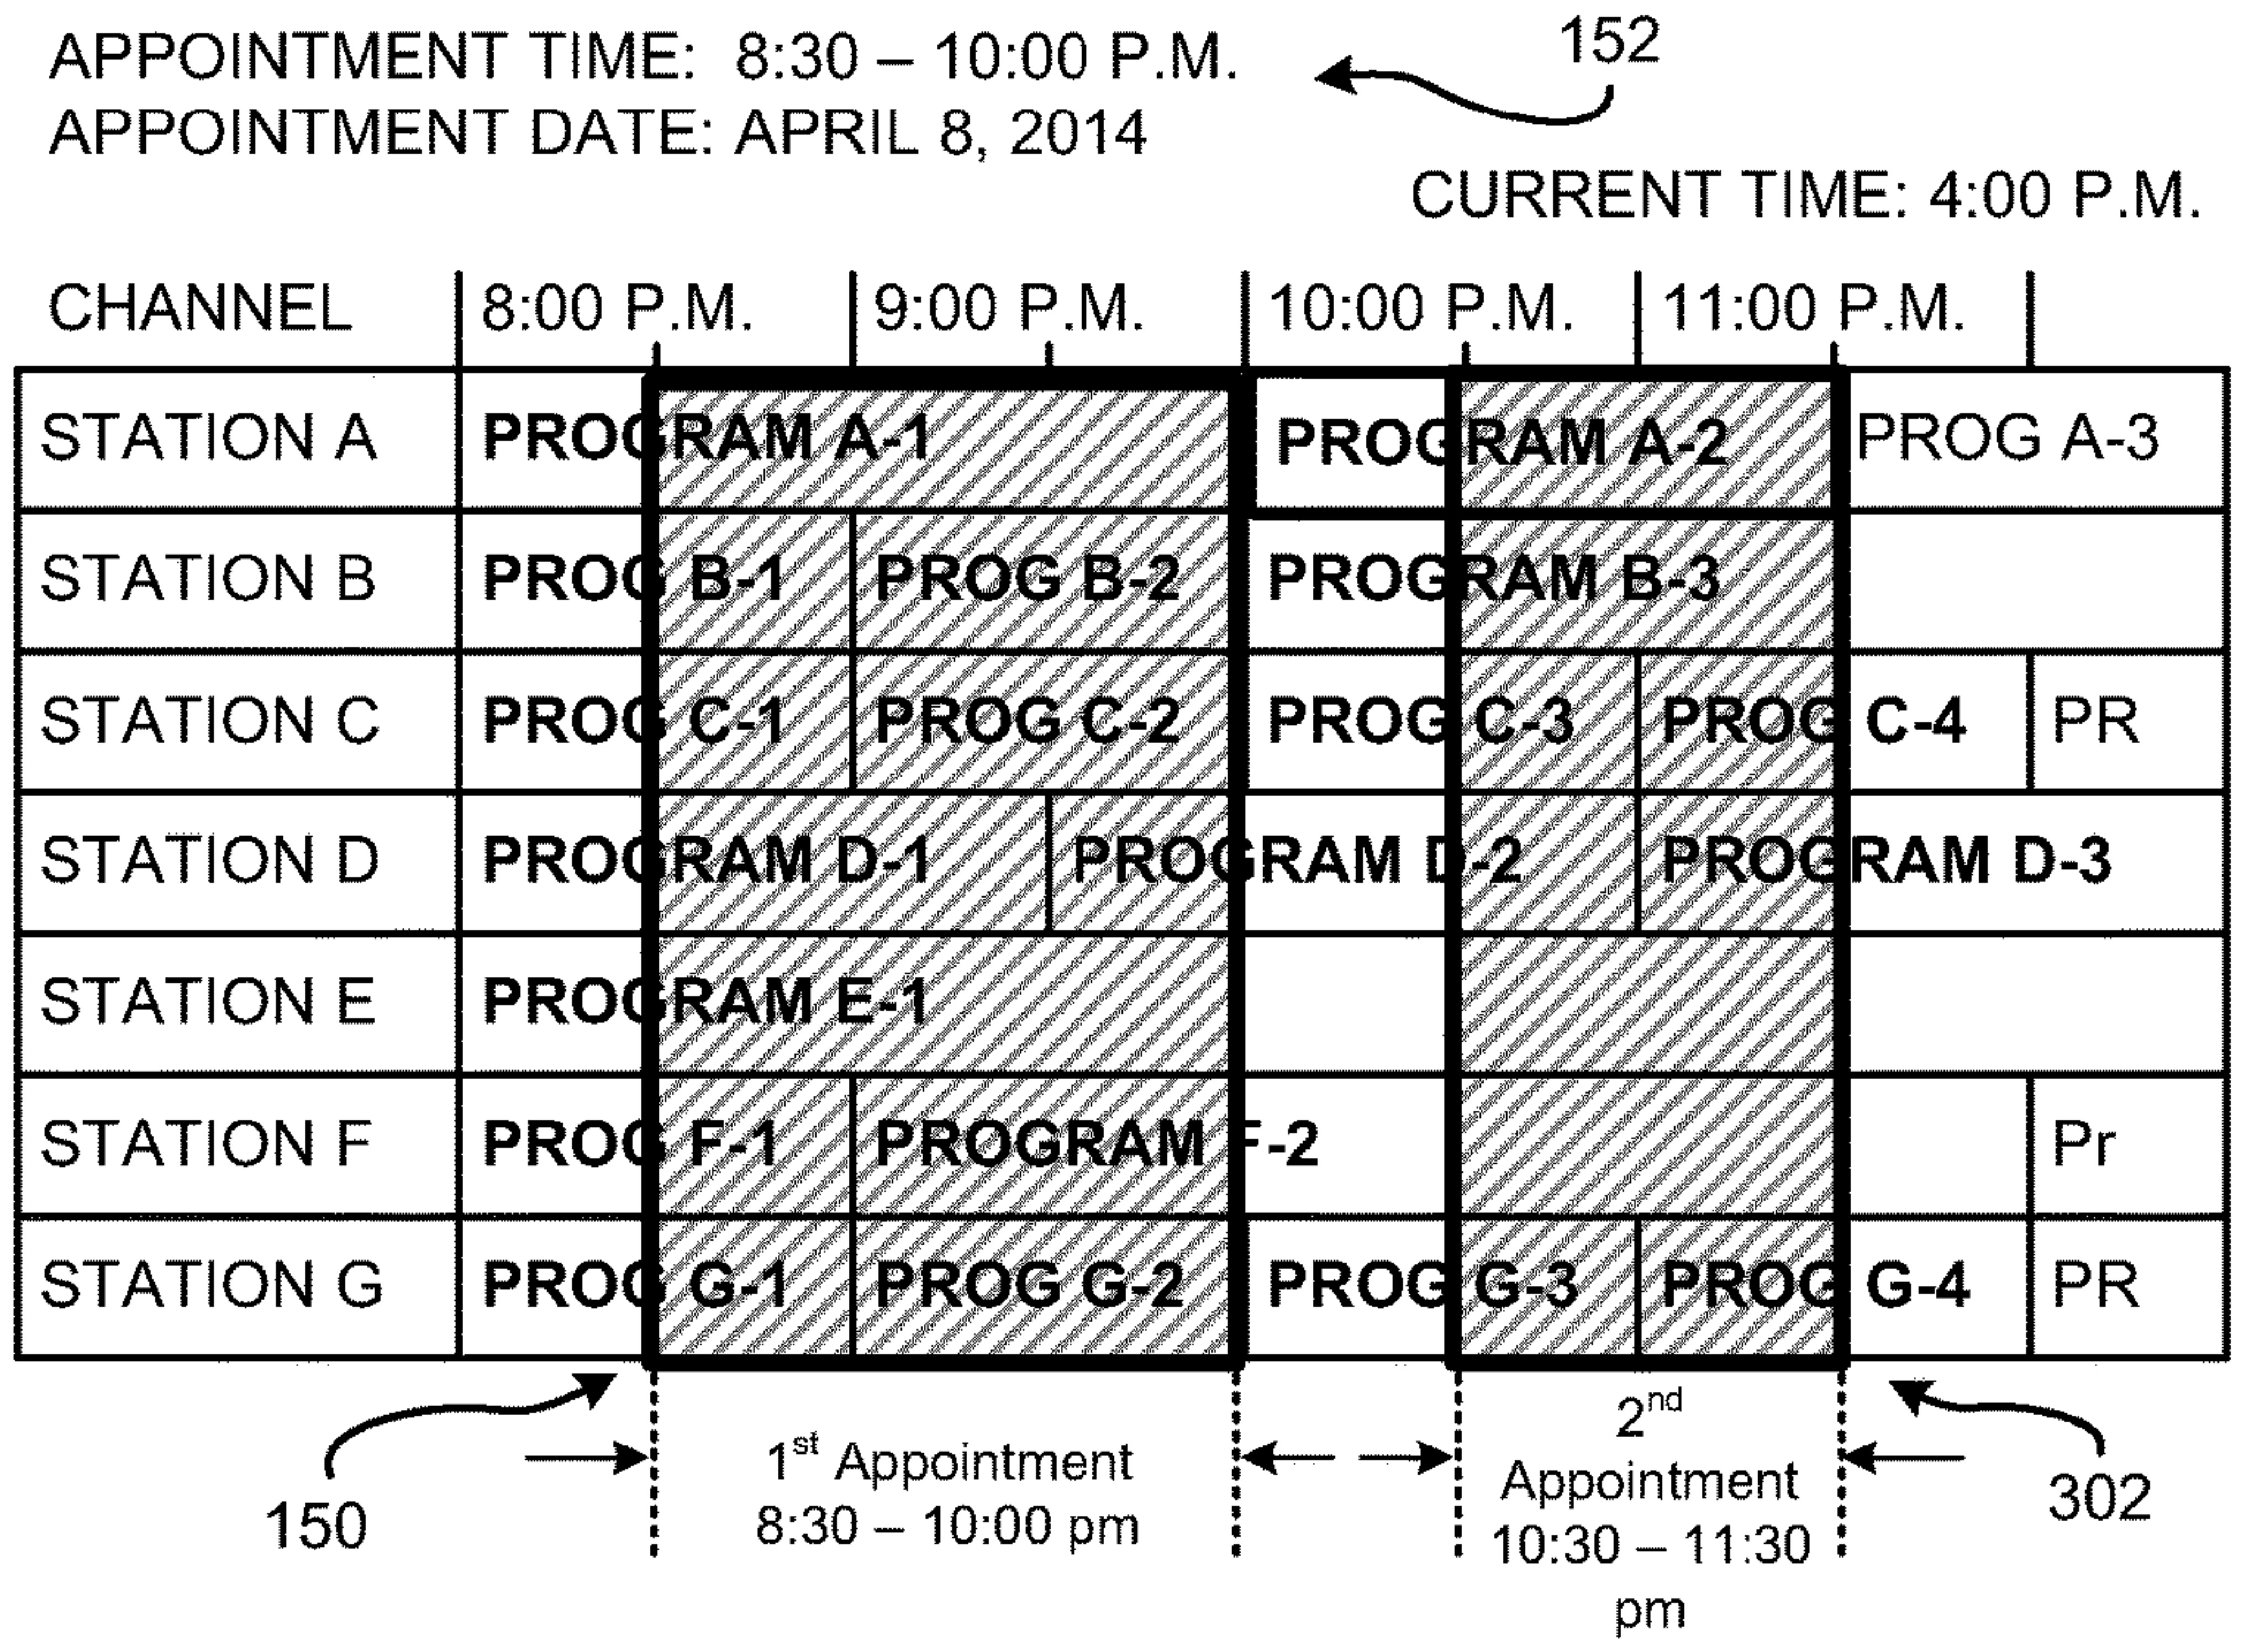 APPOINTMENT TIME: 8:30 – 10:00 P.M.
152
APPOINTMENT DATE: APRIL 8, 2014
CURRENT TIME: 4:00 P.M.
CHANNEL 8:00 P.M. 9:00 P.M. 10:00 P.M. 11:00 P.M.
STATION A PROGRAM A-1 PROGRAM A-2 PROG A-3
STATION B PROG B-1 PROG B-2 PROGRAM B-3
STATION C PROG C-1 PROG C-2 PROG C-3 PROG C-4 PR
STATION D PROGRAM D-1 PROGRAM D-2 PROGRAM D-3
STATION E PROGRAM E-1
STATION F PROG F-1 PROGRAM F-2 Pr
STATION G PROG G-1 PROG G-2 PROG G-3 PROG G-4 PR
150
1st Appointment
8:30 – 10:00 pm
2nd
Appointment
10:30 – 11:30
pm
302